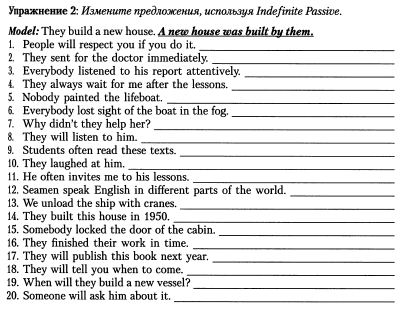 Упражнение 2: Измените предложения, используя Indefinite Passive.
Model: They build a new house. A new house was built by them.
1. People will respect you if you do it.
2. They sent for the doctor immediately.
3. Everybody listened to his report attentively.
4. They always wait for me after the lessons.
5. Nobody painted the lifeboat.
6. Everybody lost sight of the boat in the fog.
7. Why didn't they help her?
8. They will listen to him.
9. Students often read these texts.
10. They laughed at him.
11. He often invites me to his lessons.
12. Seamen speak English in different parts of the world.
13. We unload the ship with cranes.
14. They built this house in 1950.
15. Somebody locked the door of the cabin.
16. They finished their work in time.
17. They will publish this book next year.
18. They will tell you when to come.
19. When will they build a new vessel?
20. Someone will ask him about it.